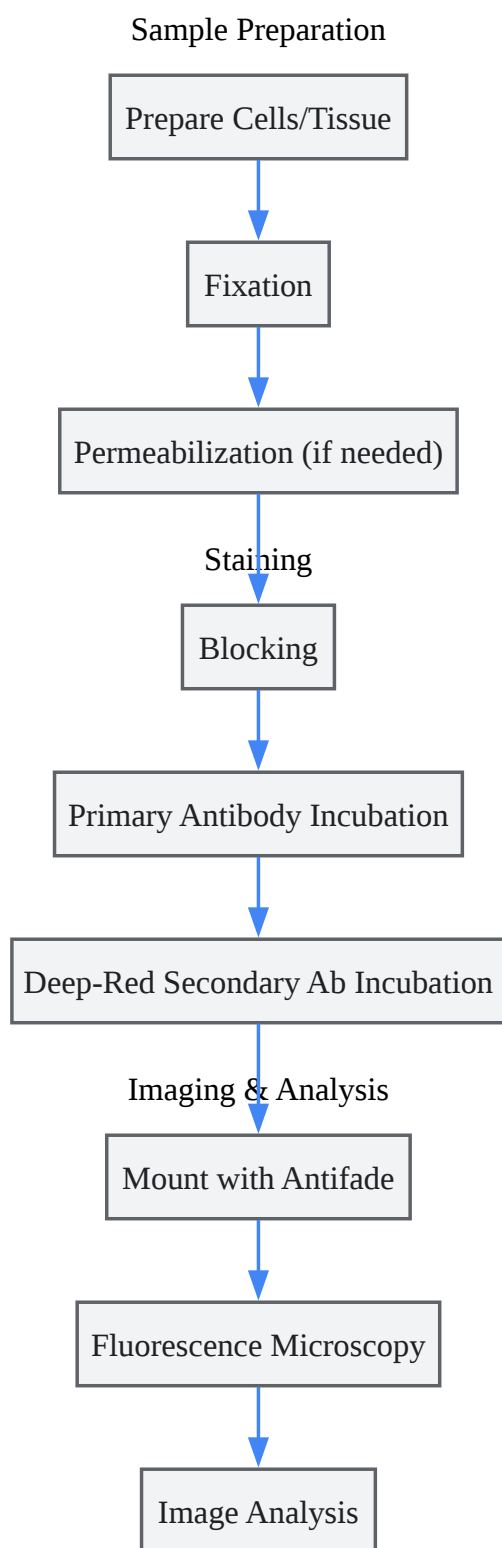 Sample Preparation
Prepare Cells/Tissue
Fixation
Permeabilization (if needed)
Staining
Blocking
Primary Antibody Incubation
Deep-Red Secondary Ab Incubation
Imaging & Analysis
Mount with Antifade
Fluorescence Microscopy
Image Analysis